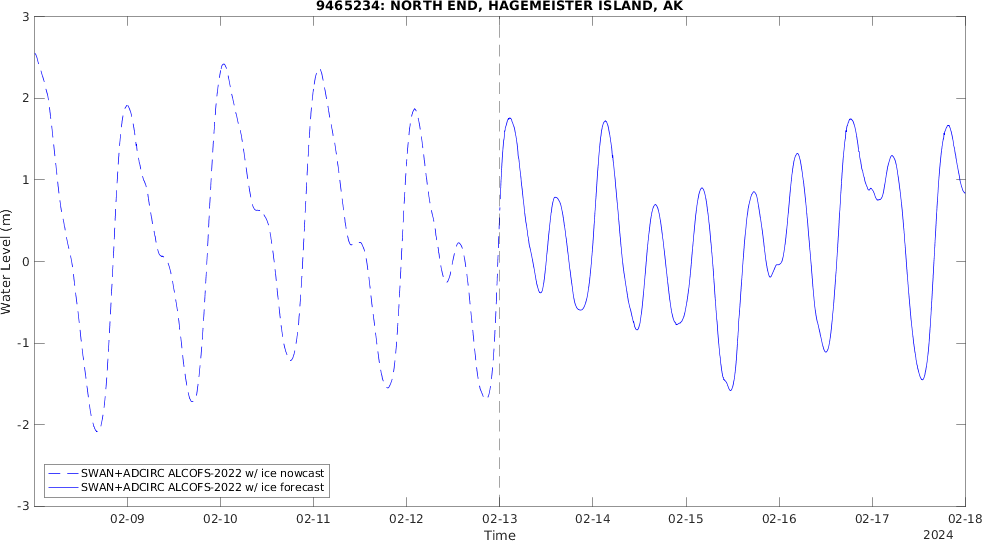 9465234: NORTH END, HAGEMEISTER ISLAND, AK
3
2
1
0
-1
-2
-3
Water Level (m)
SWAN+ADCIRC ALCOFS-2022 w/ ice nowcast
SWAN+ADCIRC ALCOFS-2022 w/ ice forecast
02-09 02-10 02-11 02-12 02-13 02-14 02-15 02-16 02-17 02-18
Time
2024